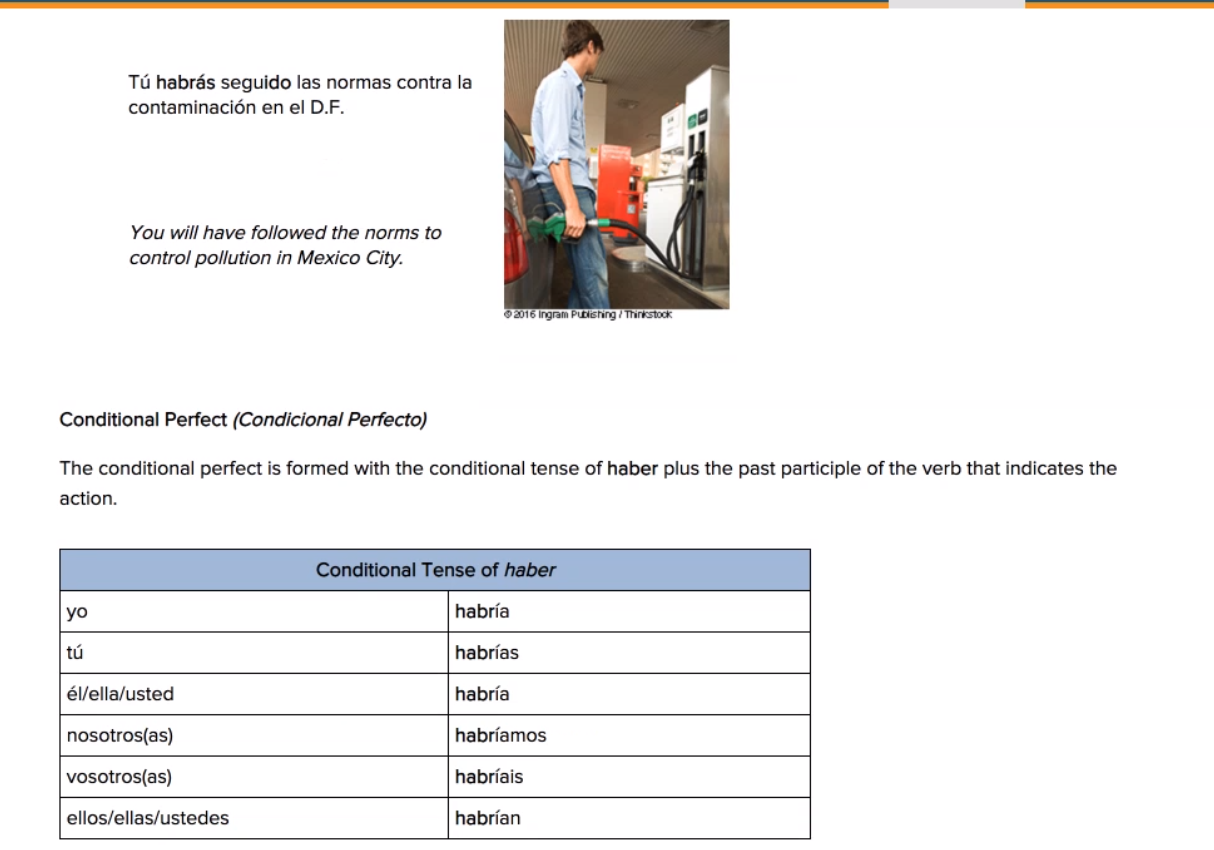 Tú habrás seguido las normas contra la
contaminación en el D.F.
You will have followed the norms to
control pollution in Mexico City.
© 2016 Ingram Publishing / Thinkstock
Conditional Perfect (Condicional Perfecto)
The conditional perfect is formed with the conditional tense of haber plus the past participle of the verb that indicates the
action.
Conditional Tense of haber
yo habría
tú habrías
él/ella/usted habría
nosotros(as) habríamos
vosotros(as) habríais
ellos/ellas/ustedes habrían